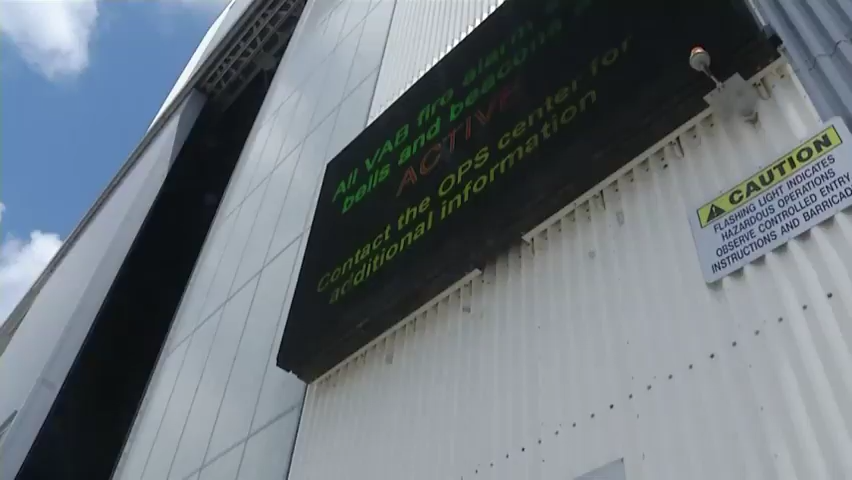 All VAB fire alarm
bells and beacons
ACTIVE
Contact the OPS center for
additional information
CAUTION
FLASHING LIGHT INDICATES
HAZARDOUS OPERATIONS
OBSERVE CONTROLLED ENTRY
INSTRUCTIONS AND BARRICAD